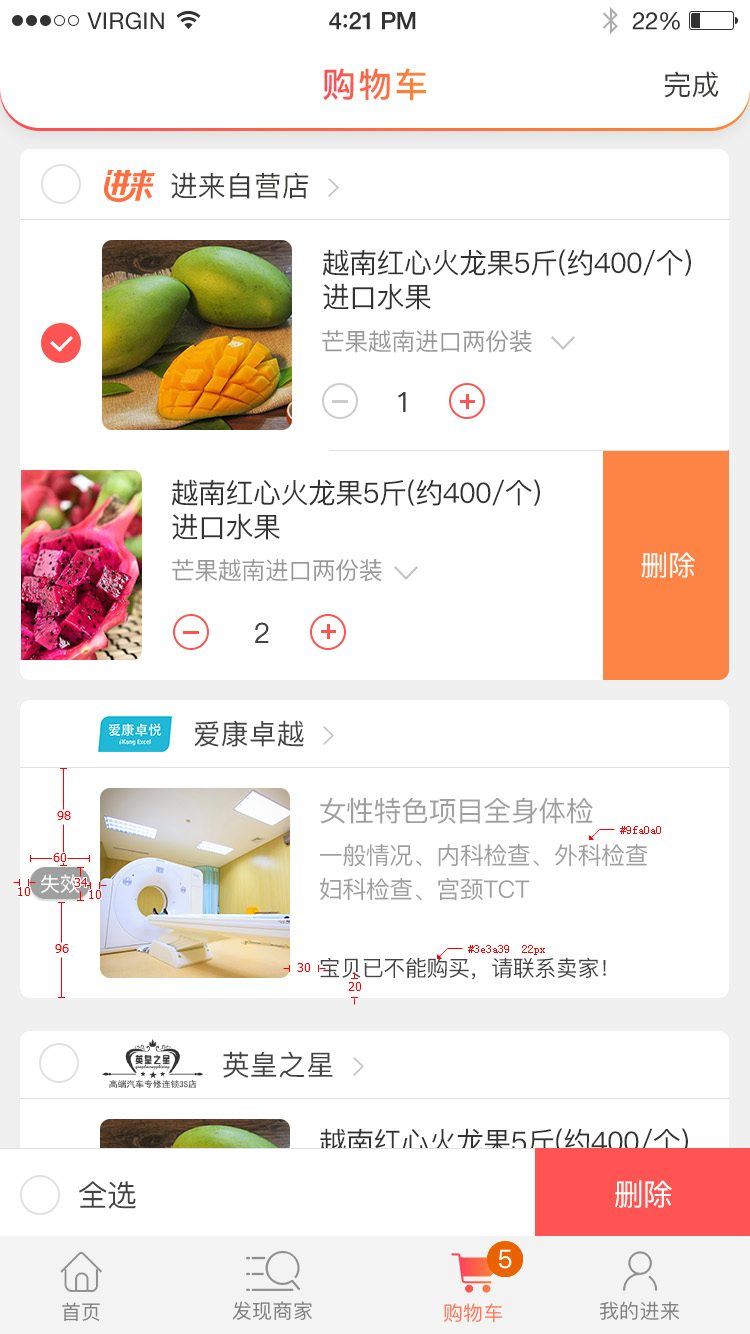 VIRGIN
4:21 PM
22%
购物车
完成
进来
进来自营店
越南红心火龙果5斤(约400/个)
进口水果
芒果越南进口两份装
1
越南红心火龙果5斤(约400/个)
进口水果
芒果越南进口两份装
2
删除
爱康卓悦
iKang Excel
爱康卓越
98
60
失效
34
10
10
96
女性特色项目全身体检
#9fa0a0
一般情况、内科检查、外科检查
妇科检查、宫颈TCT
#3e3a39 22px
30
宝贝已不能购买，请联系卖家！
20
英皇之星
高端汽车专修连锁3S店
英皇之星
越南红心火龙果5斤(约400/个)
全选
删除
5
首页
发现商家
购物车
我的进来